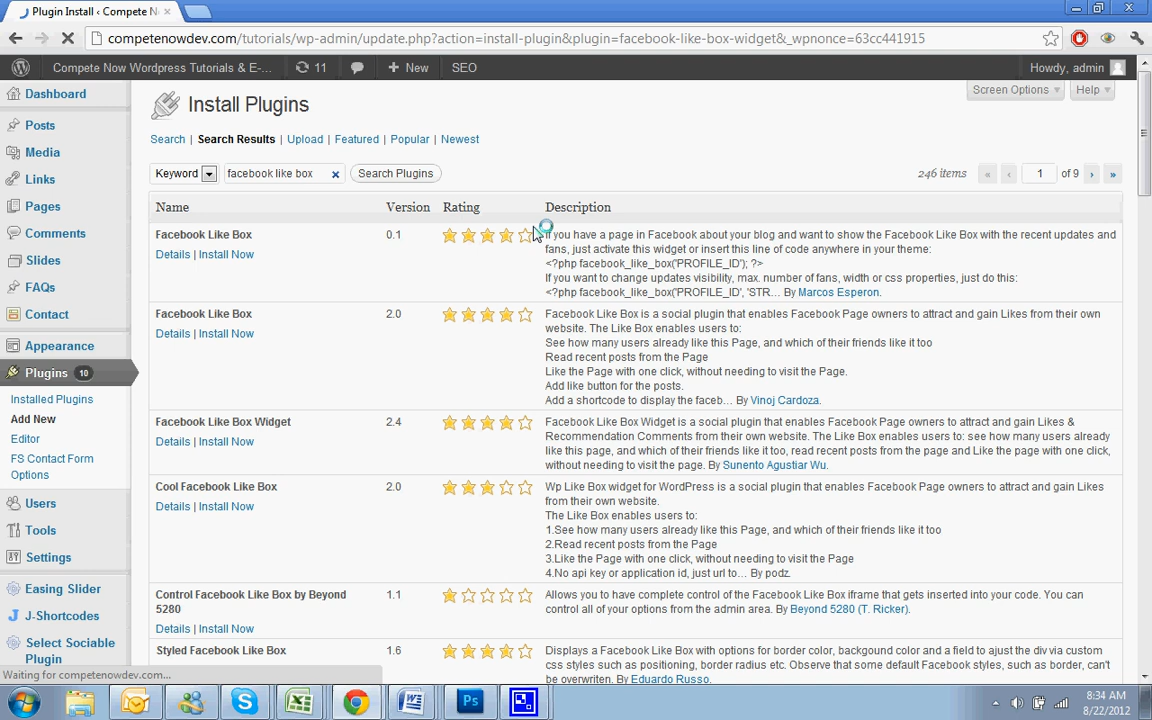 Plugin Install ‹ Compete N
competenowdev.com/tutorials/wp-admin/update.php?action=install-plugin&plugin=facebook-like-box-widget&_wpnonce=63cc441915
Compete Now Wordpress Tutorials & E-... 11 + New SEO Howdy, admin
Dashboard
Posts
Media
Links
Pages
Comments
Slides
FAQs
Contact
Appearance
Plugins 10
Installed Plugins
Add New
Editor
FS Contact Form
Options
Users
Tools
Settings
Easing Slider
J-Shortcodes
Select Sociable
Plugin
Screen Options Help
Install Plugins
Search | Search Results | Upload | Featured | Popular | Newest
Keyword facebook like box × Search Plugins 246 items « ‹ 1 of 9 › »
Name Version Rating Description
Facebook Like Box 0.1 If you have a page in Facebook about your blog and want to show the Facebook Like Box with the recent updates and
Details | Install Now fans, just activate this widget or insert this line of code anywhere in your theme:
<?php facebook_like_box('PROFILE_ID'); ?>
If you want to change updates visibility, max. number of fans, width or css properties, just do this:
<?php facebook_like_box('PROFILE_ID', 'STR... By Marcos Esperon.
Facebook Like Box 2.0 Facebook Like Box is a social plugin that enables Facebook Page owners to attract and gain Likes from their own
Details | Install Now website. The Like Box enables users to:
See how many users already like this Page, and which of their friends like it too
Read recent posts from the Page
Like the Page with one click, without needing to visit the Page.
Add like button for the posts.
Add a shortcode to display the faceb... By Vinoj Cardoza.
Facebook Like Box Widget 2.4 Facebook Like Box Widget is a social plugin that enables Facebook Page owners to attract and gain Likes &
Details | Install Now Recommendation Comments from their own website. The Like Box enables users to: see how many users already
like this page, and which of their friends like it too, read recent posts from the Page and Like the page with one click,
without needing to visit the page. By Sunento Agustiar Wu.
Cool Facebook Like Box 2.0 Wp Like Box widget for WordPress is a social plugin that enables Facebook Page owners to attract and gain Likes
Details | Install Now from their own website.
The Like Box enables users to:
1.See how many users already like this Page, and which of their friends like it too
2.Read recent posts from the Page
3.Like the Page with one click, without needing to visit the Page
4.No api key or application id, just url to... By podz.
Control Facebook Like Box by Beyond 1.1 Allows you to have complete control of the Facebook Like Box iframe that gets inserted into your code. You can
5280 control all of your options from the admin area. By Beyond 5280 (T. Ricker).
Details | Install Now
Styled Facebook Like Box 1.6 Displays a Facebook Like Box with options for border color, backgound color and a field to ajust the div via custom
css styles such as positioning, border radius etc. Observe that some default Facebook styles, such as border, can't
be overwriten. By Eduardo Russo.
Waiting for competenowdev.com...
Ps
8:34 AM
8/22/2012